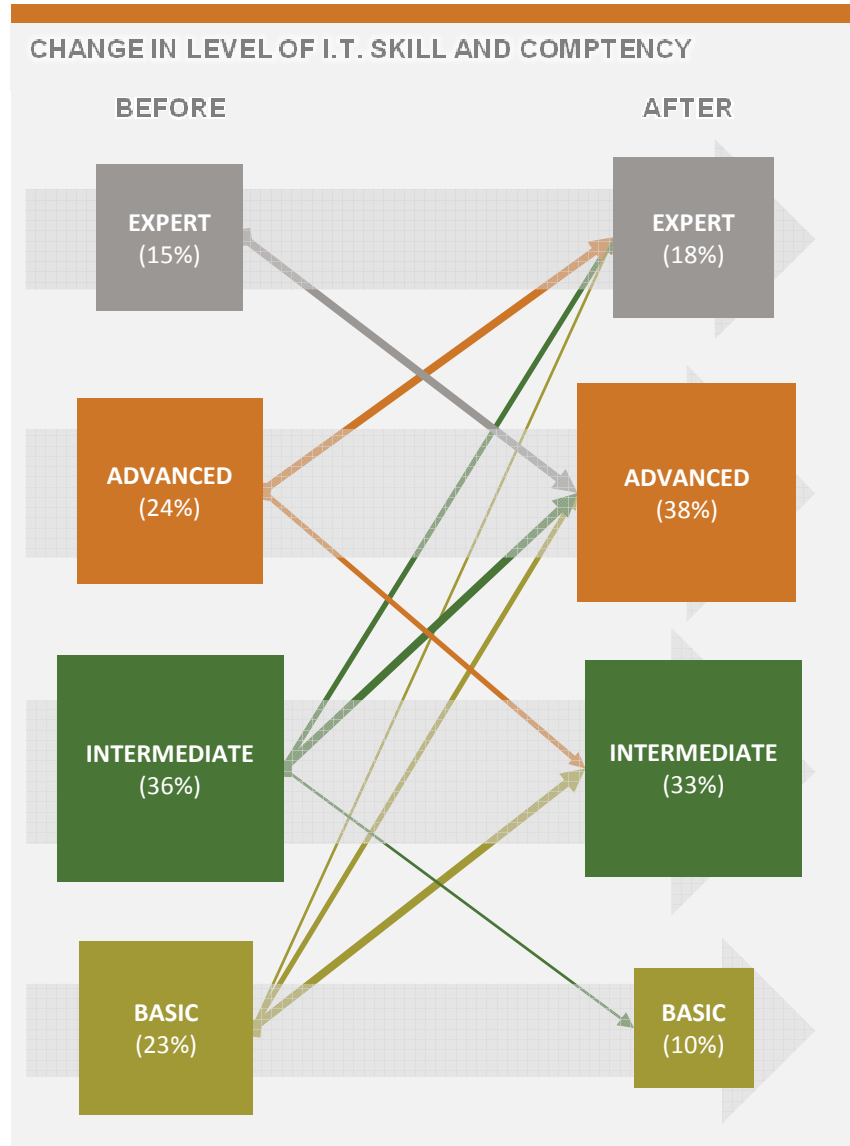 CHANGE IN LEVEL OF I.T. SKILL AND COMPTENCY
BEFORE
AFTER
EXPERT
(15%)
EXPERT
(18%)
ADVANCED
(24%)
ADVANCED
(38%)
INTERMEDIATE
(36%)
INTERMEDIATE
(33%)
BASIC
(23%)
BASIC
(10%)